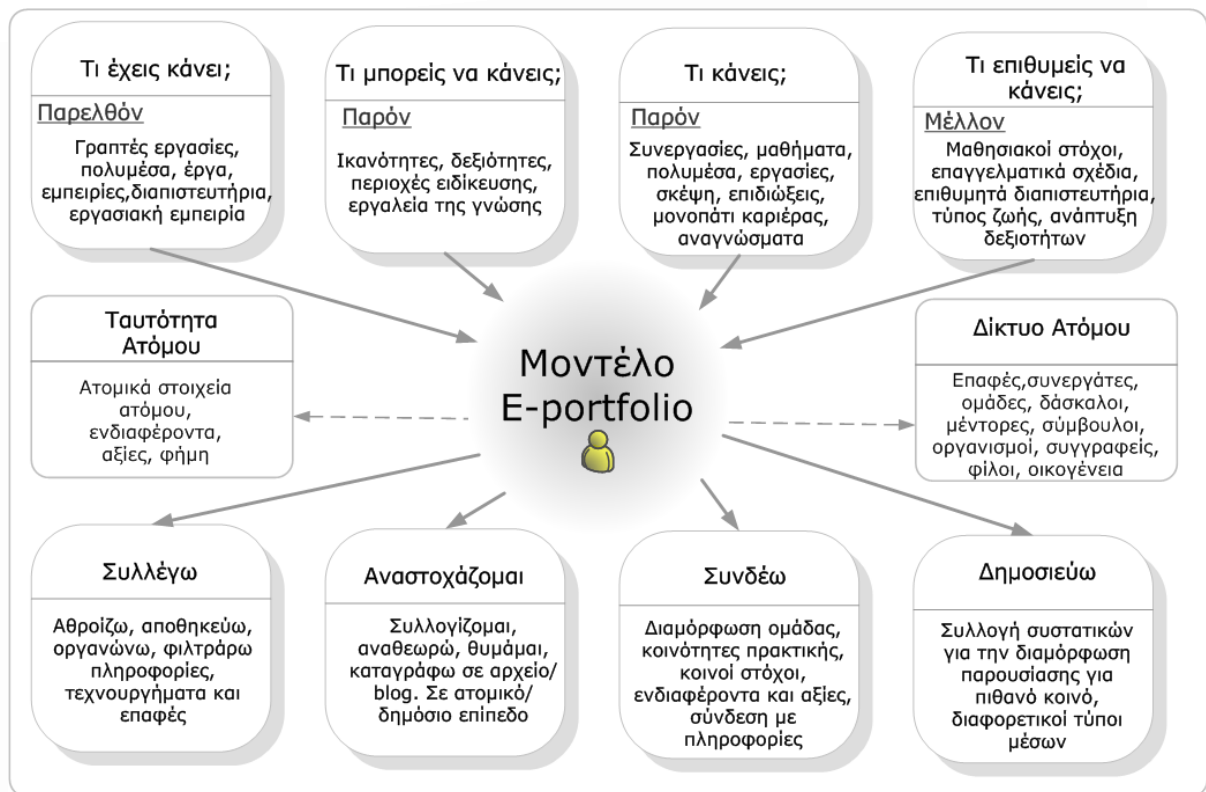 Τι έχεις κάνει;
Παρελθόν
Γραπτές εργασίες,
πολυμέσα, έργα,
εμπειρίες,διαπιστευτήρια,
εργασιακή εμπειρία
Τι μπορείς να κάνεις;
Παρόν
Ικανότητες, δεξιότητες,
περιοχές ειδίκευσης,
εργαλεία της γνώσης
Τι κάνεις;
Παρόν
Συνεργασίες, μαθήματα,
πολυμέσα, εργασίες,
σκέψη, επιδιώξεις,
μονοπάτι καριέρας,
αναγνώσματα
Τι επιθυμείς να
κάνεις;
Μέλλον
Μαθησιακοί στόχοι,
επαγγελματικά σχέδια,
επιθυμητά διαπιστευτήρια,
τύπος ζωής, ανάπτυξη
δεξιοτήτων
Ταυτότητα
Ατόμου
Ατομικά στοιχεία
ατόμου,
ενδιαφέροντα,
αξίες, φήμη
Μοντέλο
E-portfolio
Δίκτυο Ατόμου
Επαφές,συνεργάτες,
ομάδες, δάσκαλοι,
μέντορες, σύμβουλοι,
οργανισμοί, συγγραφείς,
φίλοι, οικογένεια
Συλλέγω
Αθροίζω, αποθηκεύω,
οργανώνω, φιλτράρω
πληροφορίες,
τεχνουργήματα και
επαφές
Αναστοχάζομαι
Συλλογίζομαι,
αναθεωρώ, θυμάμαι,
καταγράφω σε αρχείο/
blog. Σε ατομικό/
δημόσιο επίπεδο
Συνδέω
Διαμόρφωση ομάδας,
κοινότητες πρακτικής,
κοινοί στόχοι,
ενδιαφέροντα και αξίες,
σύνδεση με
πληροφορίες
Δημοσιεύω
Συλλογή συστατικών
για την διαμόρφωση
παρουσίασης για
πιθανό κοινό,
διαφορετικοί τύποι
μέσων